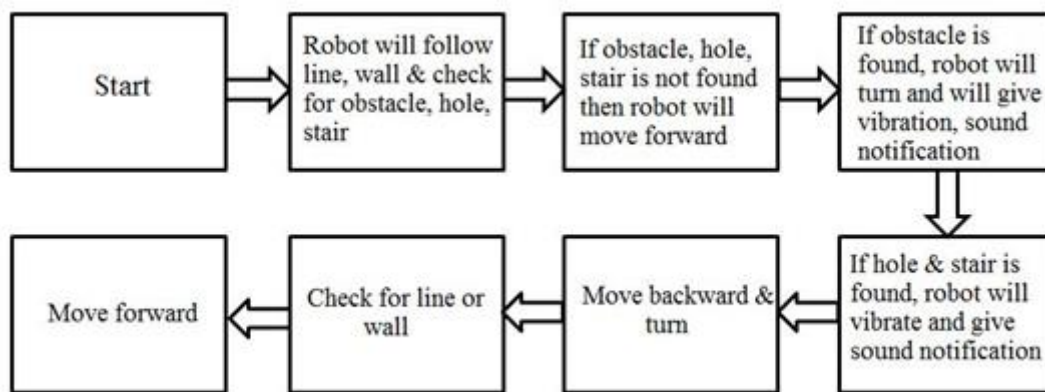 Start
Robot will follow
line, wall & check
for obstacle, hole,
stair
If obstacle, hole,
stair is not found
then robot will
move forward
If obstacle is
found, robot will
turn and will give
vibration, sound
notification
If hole & stair is
found, robot will
vibrate and give
sound notification
Move backward &
turn
Check for line or
wall
Move forward